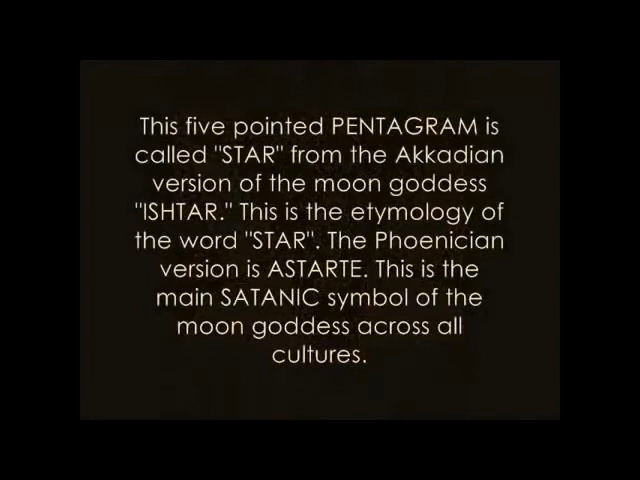 This five pointed PENTAGRAM is
called "STAR" from the Akkadian
version of the moon goddess
"ISHTAR." This is the etymology of
the word "STAR". The Phoenician
version is ASTARTE. This is the
main SATANIC symbol of the
moon goddess across all
cultures.